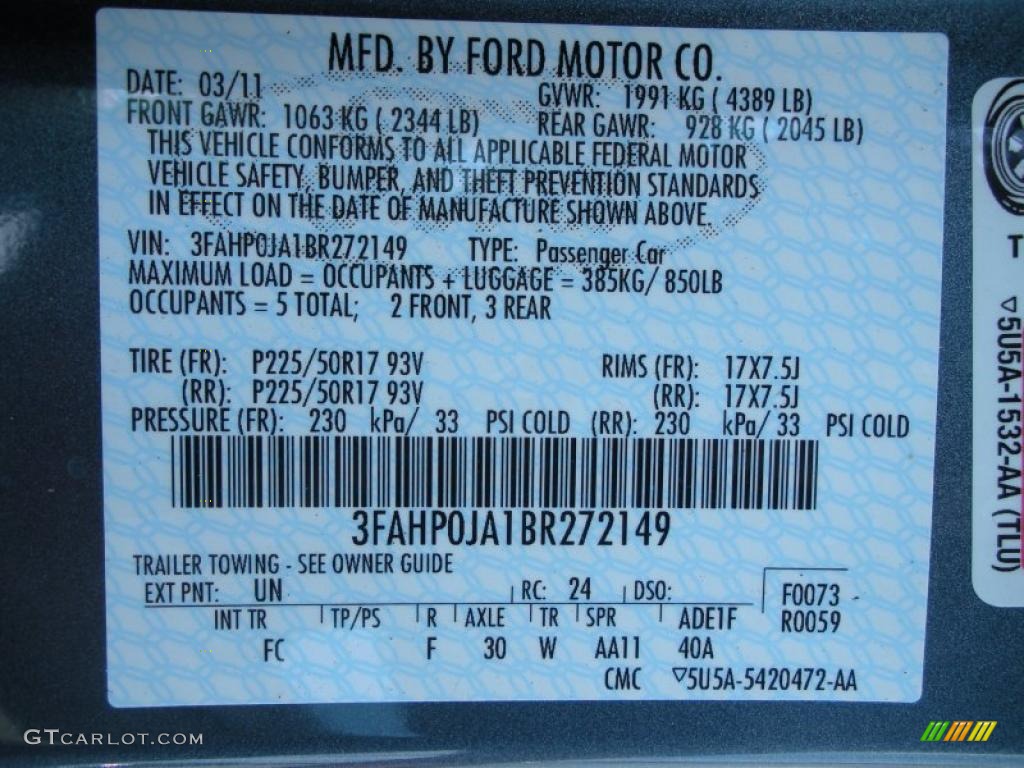 MFD. BY FORD MOTOR CO.
DATE: 03/11 GVWR: 1991 KG ( 4389 LB)
FRONT GAWR: 1063 KG ( 2344 LB) REAR GAWR: 928 KG ( 2045 LB)
THIS VEHICLE CONFORMS TO ALL APPLICABLE FEDERAL MOTOR
VEHICLE SAFETY, BUMPER, AND THEFT PREVENTION STANDARDS
IN EFFECT ON THE DATE OF MANUFACTURE SHOWN ABOVE.
VIN: 3FAHP0JA1BR272149 TYPE: Passenger Car
MAXIMUM LOAD = OCCUPANTS + LUGGAGE = 385KG/ 850LB
OCCUPANTS = 5 TOTAL; 2 FRONT, 3 REAR
TIRE (FR): P225/50R17 93V RIMS (FR): 17X7.5J
(RR): P225/50R17 93V (RR): 17X7.5J
PRESSURE (FR): 230 kPa/ 33 PSI COLD (RR): 230 kPa/ 33 PSI COLD
3FAHP0JA1BR272149
TRAILER TOWING - SEE OWNER GUIDE
EXT PNT: UN RC: 24 DSO: F0073
INT TR TP/PS R AXLE TR SPR ADE1F R0059
FC F 30 W AA11 40A
CMC ▽5U5A-5420472-AA
T
▽5U5A-1532-AA (TLU)
GTCARLOT.COM